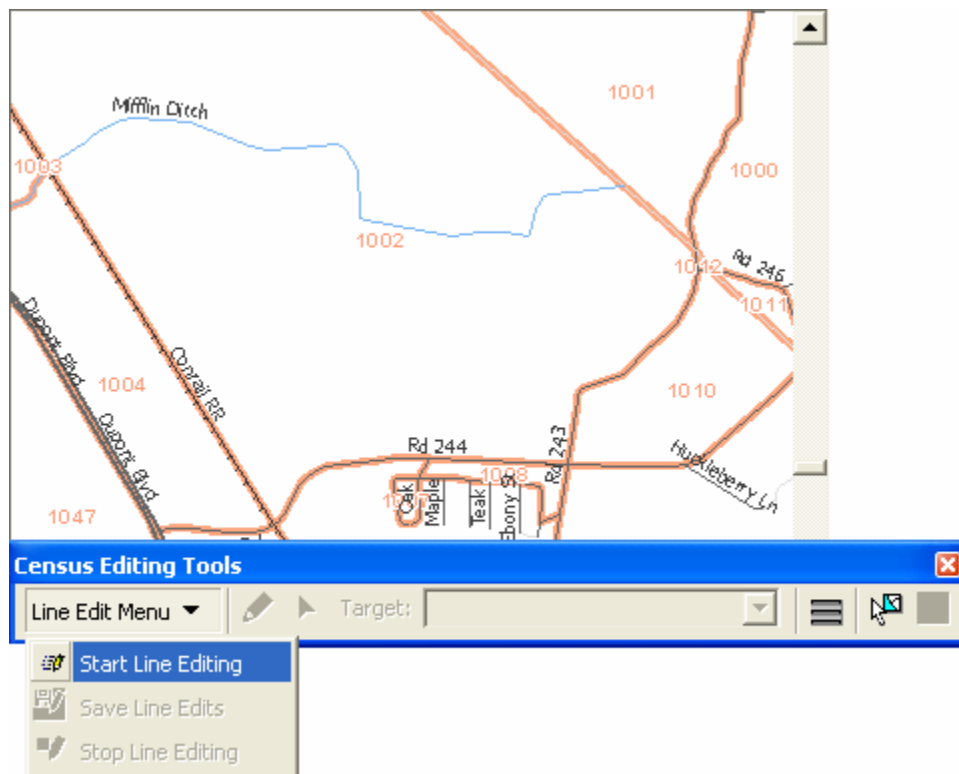 1001
Mifflin Ditch
1003
1000
1002
Rd 246
1042
1011
Dupont Blvd
Conrail RR
1004
1010
Dupont Blvd
Rd 244
Rd 243
1008
Huckleberry Ln
Oak
Maple
Teak
Ebony St
1047
Census Editing Tools
Line Edit Menu
Target:
Start Line Editing
Save Line Edits
Stop Line Editing